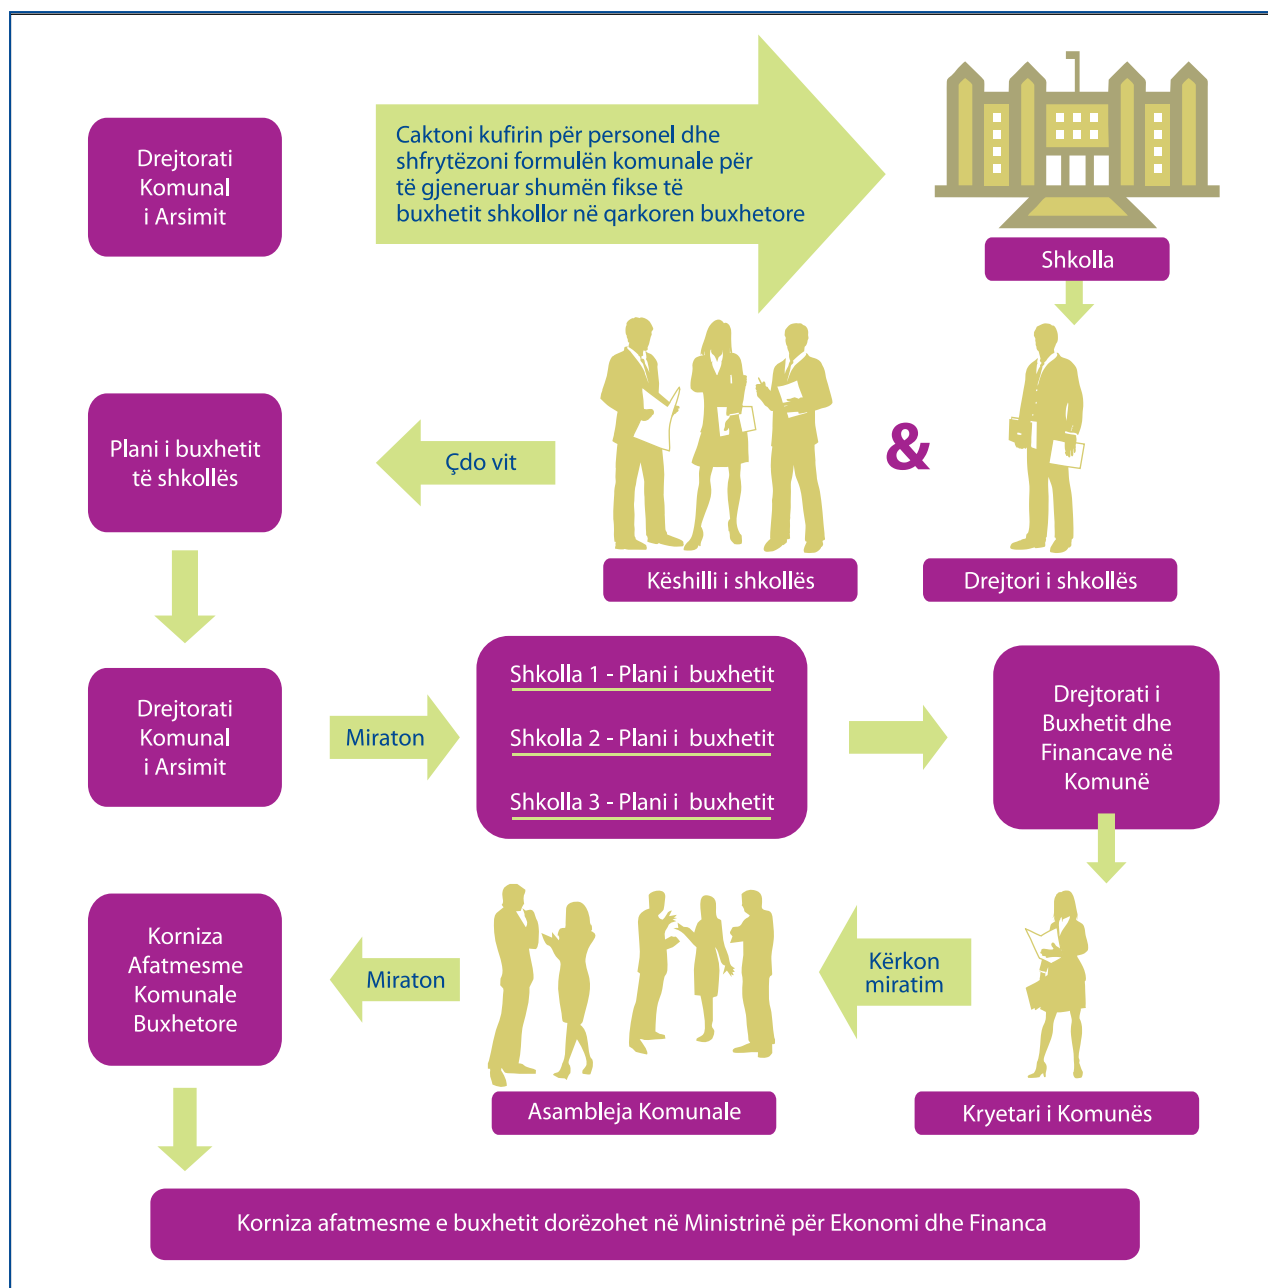 Drejtorati
Komunal
i Arsimit
Caktoni kufirin për personel dhe
shfrytëzoni formulën komunale për
të gjeneruar shumën fikse të
buxhetit shkollor në qarkoren buxhetore
Shkolla
Plani i buxhetit
të shkollës
Çdo vit
&
Këshilli i shkollës
Drejtori i shkollës
Drejtorati
Komunal
i Arsimit
Miraton
Shkolla 1 - Plani i buxhetit
Shkolla 2 - Plani i buxhetit
Shkolla 3 - Plani i buxhetit
Drejtorati i
Buxhetit dhe
Financave në
Komunë
Korniza
Afatmesme
Komunale
Buxhetore
Miraton
Kërkon
miratim
Asambleja Komunale
Kryetari i Komunës
Korniza afatmesme e buxhetit dorëzohet në Ministrinë për Ekonomi dhe Financa